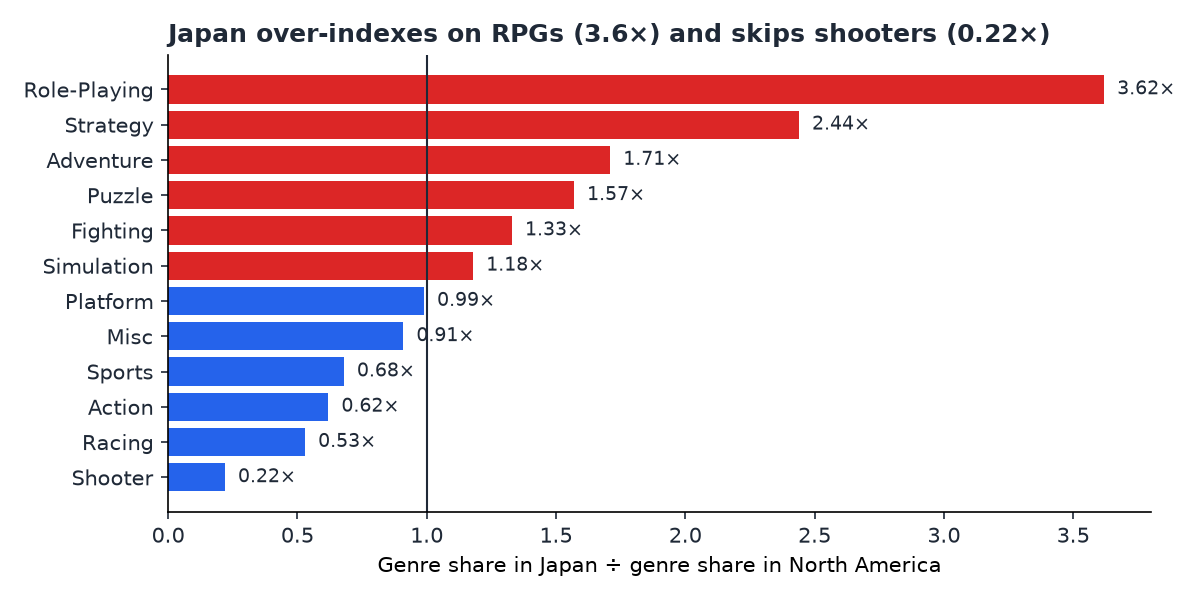 Japan over-indexes on RPGs (3.6×) and skips shooters (0.22×)
Role-Playing 3.62×
Strategy 2.44×
Adventure 1.71×
Puzzle 1.57×
Fighting 1.33×
Simulation 1.18×
Platform 0.99×
Misc 0.91×
Sports 0.68×
Action 0.62×
Racing 0.53×
Shooter 0.22×
0.0 0.5 1.0 1.5 2.0 2.5 3.0 3.5
Genre share in Japan ÷ genre share in North America